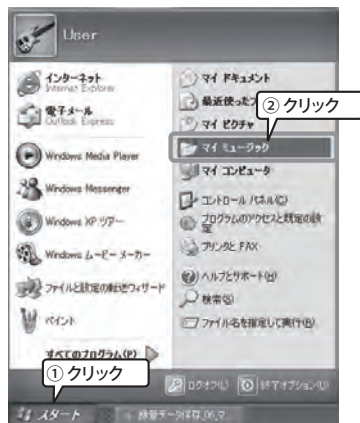 User
インターネット
Internet Explorer
電子メール
Outlook Express
Windows Media Player
Windows Messenger
Windows XP ツアー
Windows ムービー メーカー
ファイルと設定の転送ウィザード
ペイント
すべてのプログラム(P)
① クリック
マイ ドキュメント
最近使ったフ
② クリック
マイ ピクチャ
マイ ミュージック
マイ コンピュータ
コントロール パネル(C)
プログラムのアクセスと既定の設
定
プリンタと FAX
ヘルプとサポート(H)
検索(S)
ファイル名を指定して実行(R)
ログオフ(L)
終了オプション(U)
スタート